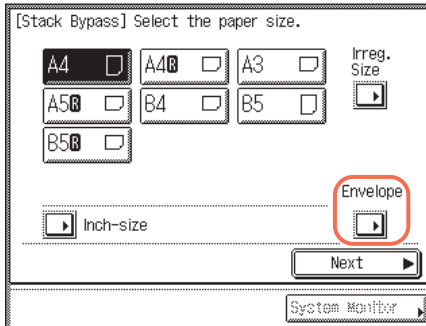 [Stack Bypass] Select the paper size.
A4 A4R A3 Irreg.
Size
A5R B4 B5
B5R
Envelope
Inch-size
Next
System Monitor